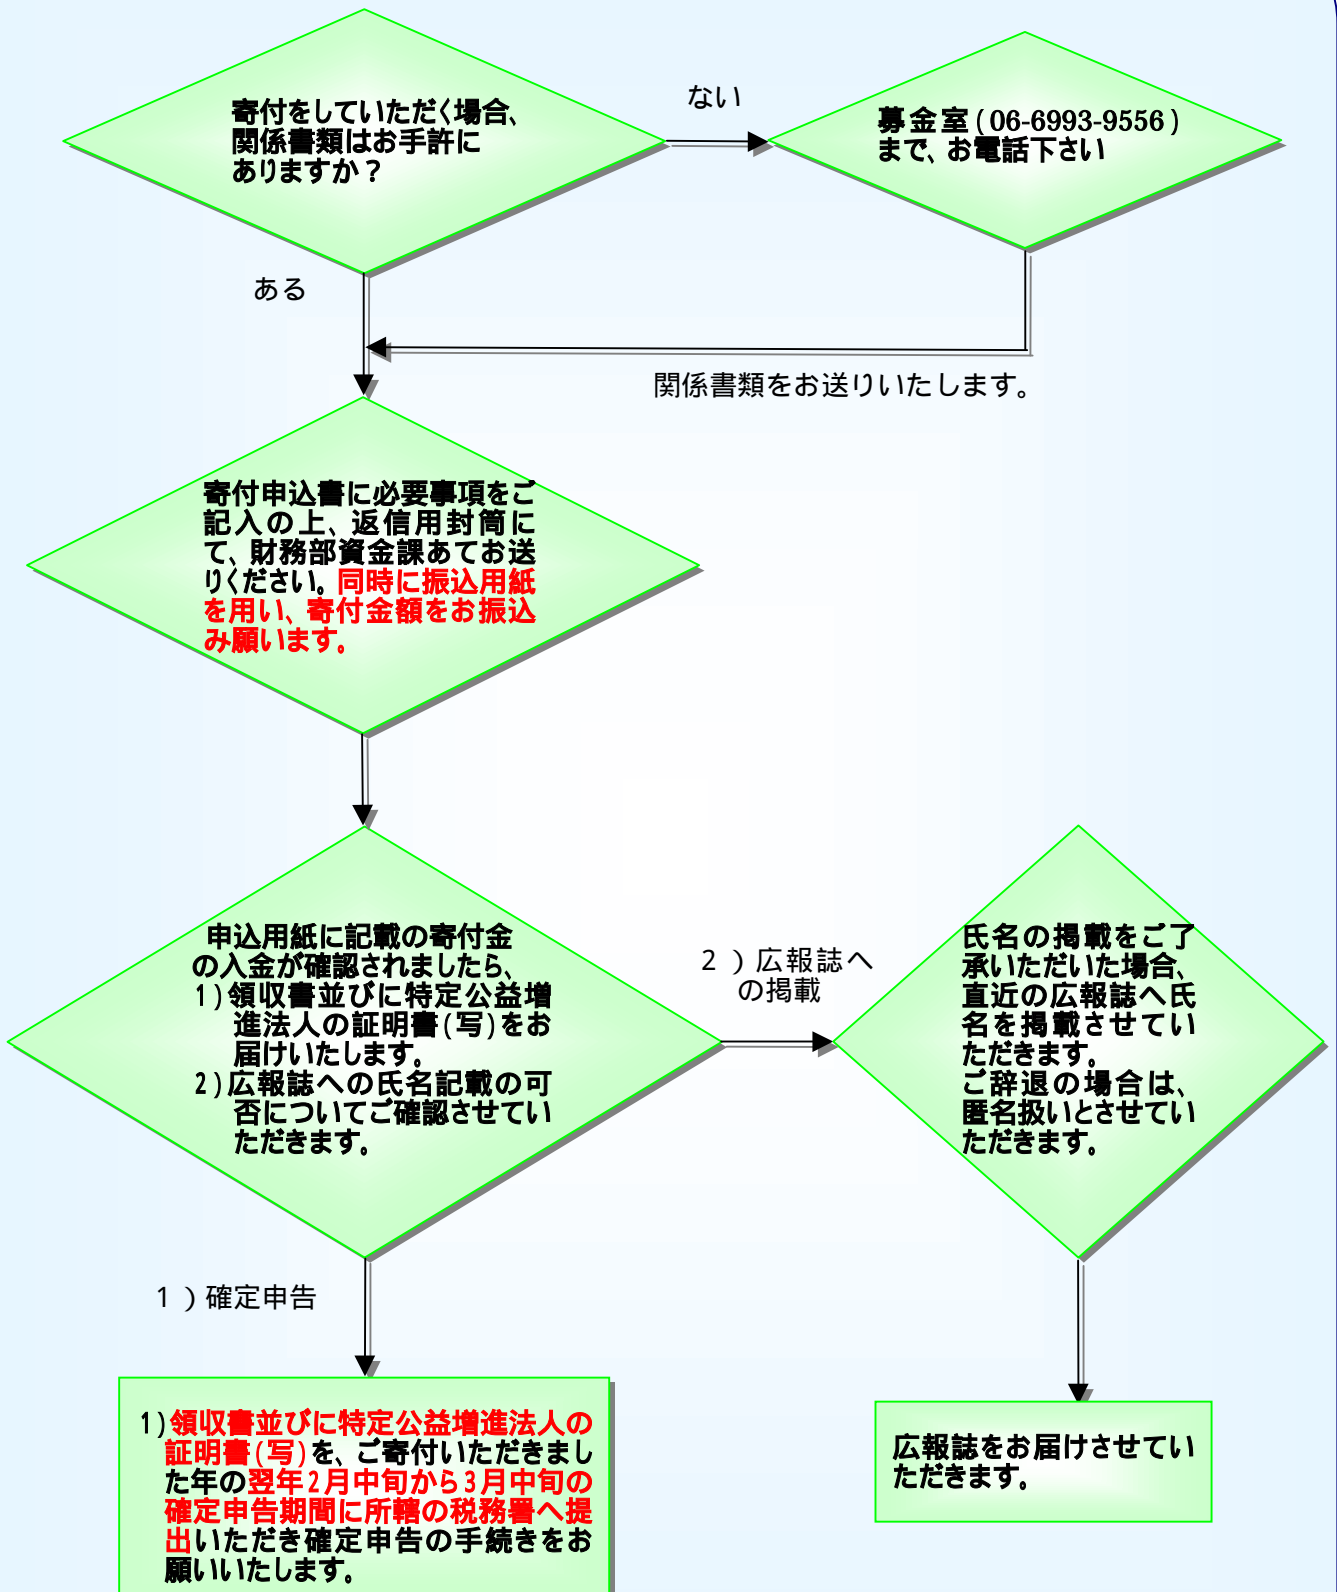 寄付をしていただく場合、
関係書類はお手許に
ありますか？
ない
募金室(06-6993-9556)
まで、お電話下さい
ある
関係書類をお送りいたします。
寄付申込書に必要事項をご
記入の上、返信用封筒に
て、財務部資金課あてお送
りください。同時に振込用紙
を用い、寄付金額をお振込
み願います。
申込用紙に記載の寄付金
の入金が確認されましたら、
1)領収書並びに特定公益増
進法人の証明書(写)をお
届けいたします。
2)広報誌への氏名記載の可
否についてご確認させてい
ただきます。
2）広報誌へ
の掲載
氏名の掲載をご了
承いただいた場合、
直近の広報誌へ氏
名を掲載させてい
ただきます。
ご辞退の場合は、
匿名扱いとさせてい
ただきます。
1）確定申告
1)領収書並びに特定公益増進法人の
証明書(写)を、ご寄付いただきまし
た年の翌年2月中旬から3月中旬の
確定申告期間に所轄の税務署へ提
出いただき確定申告の手続きをお
願いいたします。
広報誌をお届けさせてい
ただきます。